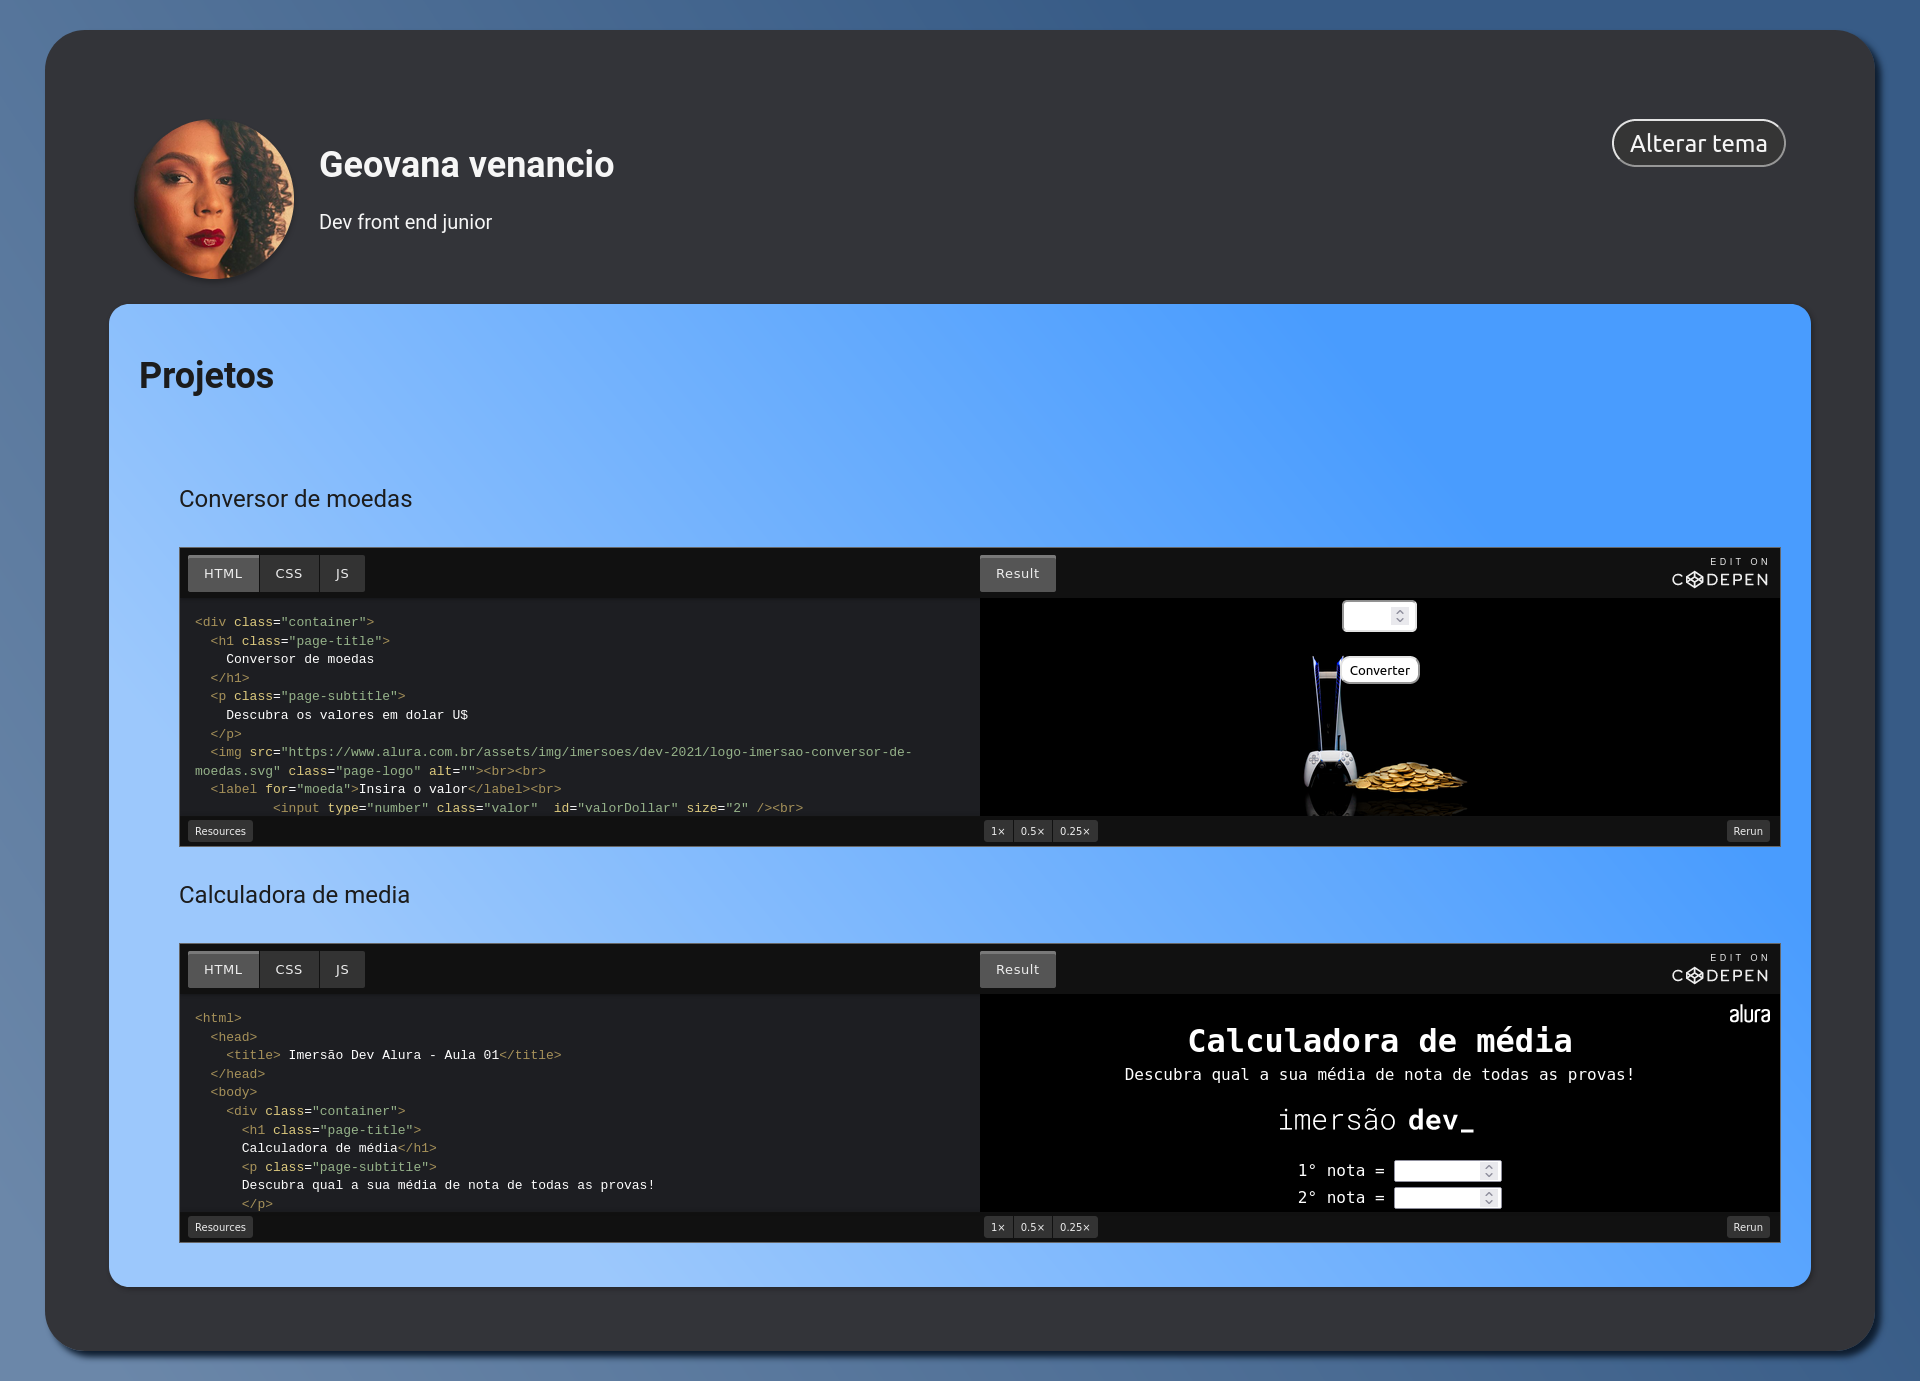 Geovana venancio
Dev front end junior
Alterar tema
Projetos
Conversor de moedas
HTML CSS JS
Result
EDIT ON
CODEPEN
<div class="container">
  <h1 class="page-title">
    Conversor de moedas
  </h1>
  <p class="page-subtitle">
    Descubra os valores em dolar U$
  </p>
  <img src="https://www.alura.com.br/assets/img/imersoes/dev-2021/logo-imersao-conversor-de-
moedas.svg" class="page-logo" alt=""><br><br>
  <label for="moeda">Insira o valor</label><br>
          <input type="number" class="valor"  id="valorDollar" size="2" /><br>
Converter
Resources
1× 0.5× 0.25×
Rerun
Calculadora de media
HTML CSS JS
Result
EDIT ON
CODEPEN
<html>
  <head>
    <title> Imersão Dev Alura - Aula 01</title>
  </head>
  <body>
    <div class="container">
      <h1 class="page-title">
      Calculadora de média</h1>
      <p class="page-subtitle">
      Descubra qual a sua média de nota de todas as provas!
      </p>
alura
Calculadora de média
Descubra qual a sua média de nota de todas as provas!
imersão dev_
1° nota =
2° nota =
Resources
1× 0.5× 0.25×
Rerun